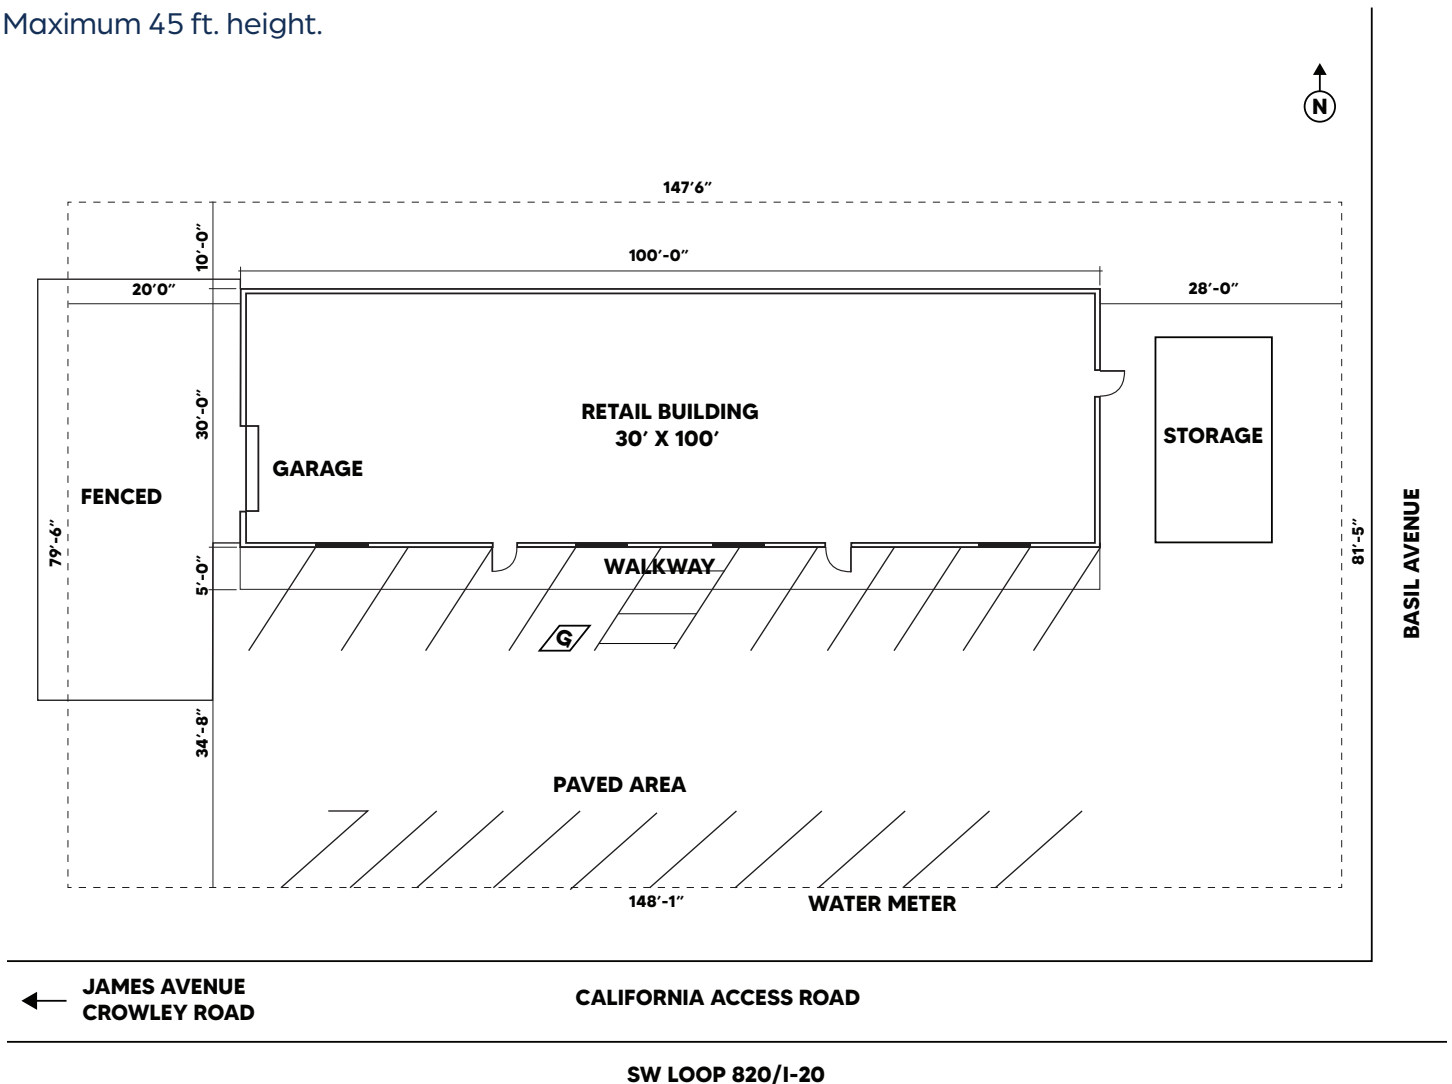 Maximum 45 ft. height.
N
147'6"
10'-0"
100'-0"
20'0"
28'-0"
30'-0"
RETAIL BUILDING
30' X 100'
STORAGE
GARAGE
FENCED
79'-6"
81'-5"
BASIL AVENUE
5'-0"
WALKWAY
G
34'-8"
PAVED AREA
148'-1"
WATER METER
JAMES AVENUE
CROWLEY ROAD
CALIFORNIA ACCESS ROAD
SW LOOP 820/I-20